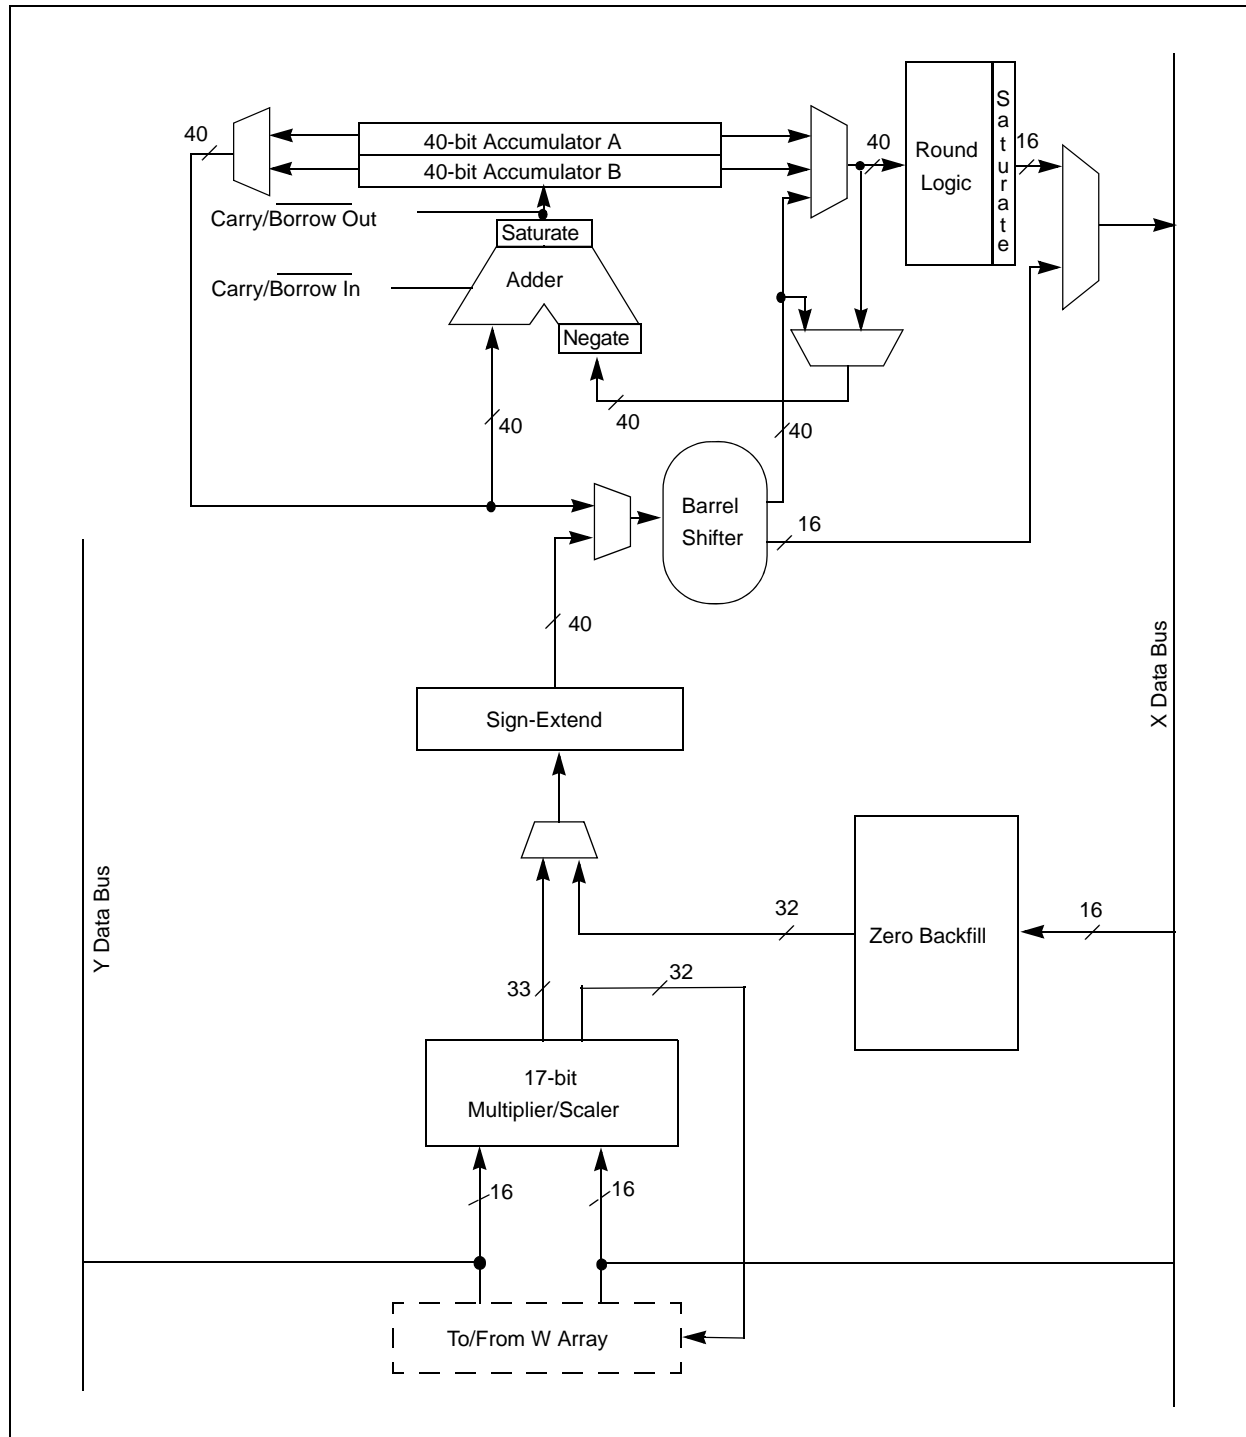 40
40-bit Accumulator A
40-bit Accumulator B
40
Round
Logic
Saturate
16
Carry/Borrow Out
Saturate
Carry/Borrow In
Adder
Negate
40
40
40
Barrel
Shifter
16
40
Sign-Extend
X Data Bus
Y Data Bus
32
Zero Backfill
16
33
32
17-bit
Multiplier/Scaler
16
16
To/From W Array